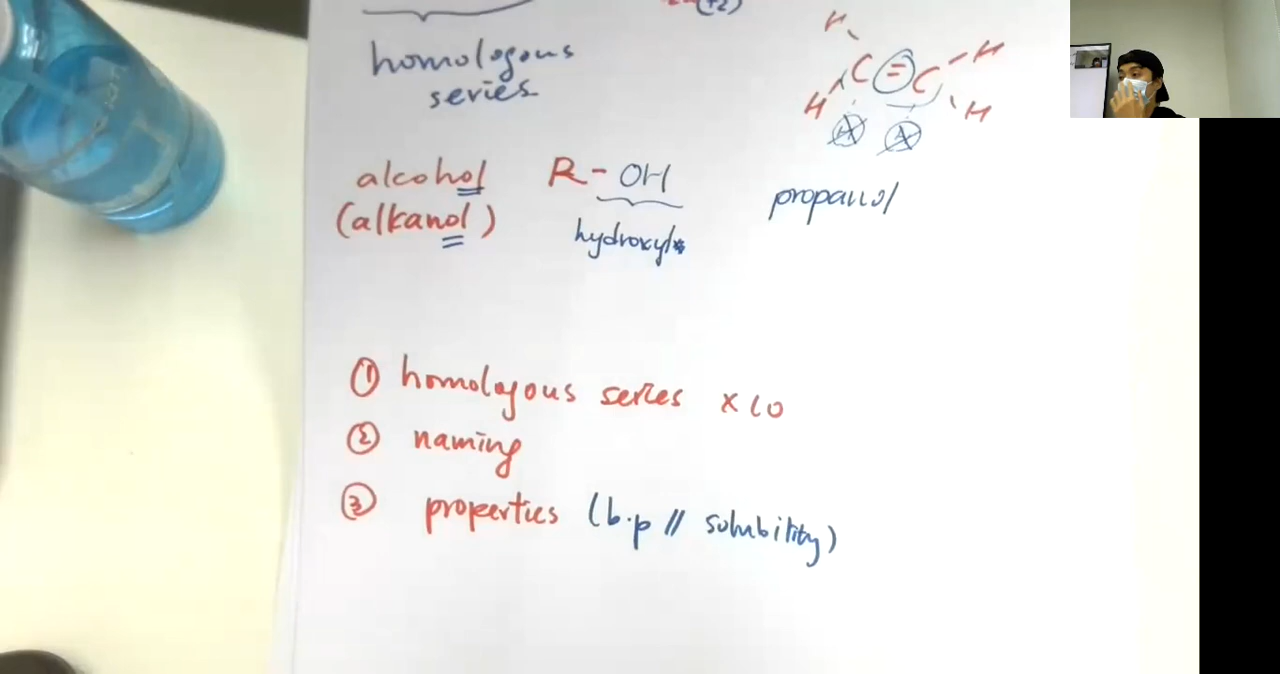 homologous
series
H
C = C
H
H
H
A A
alcohol R - OH
(alkanol)
hydroxyl
propanol
① homologous series × 10
② naming
③ properties (b.p // solubility)